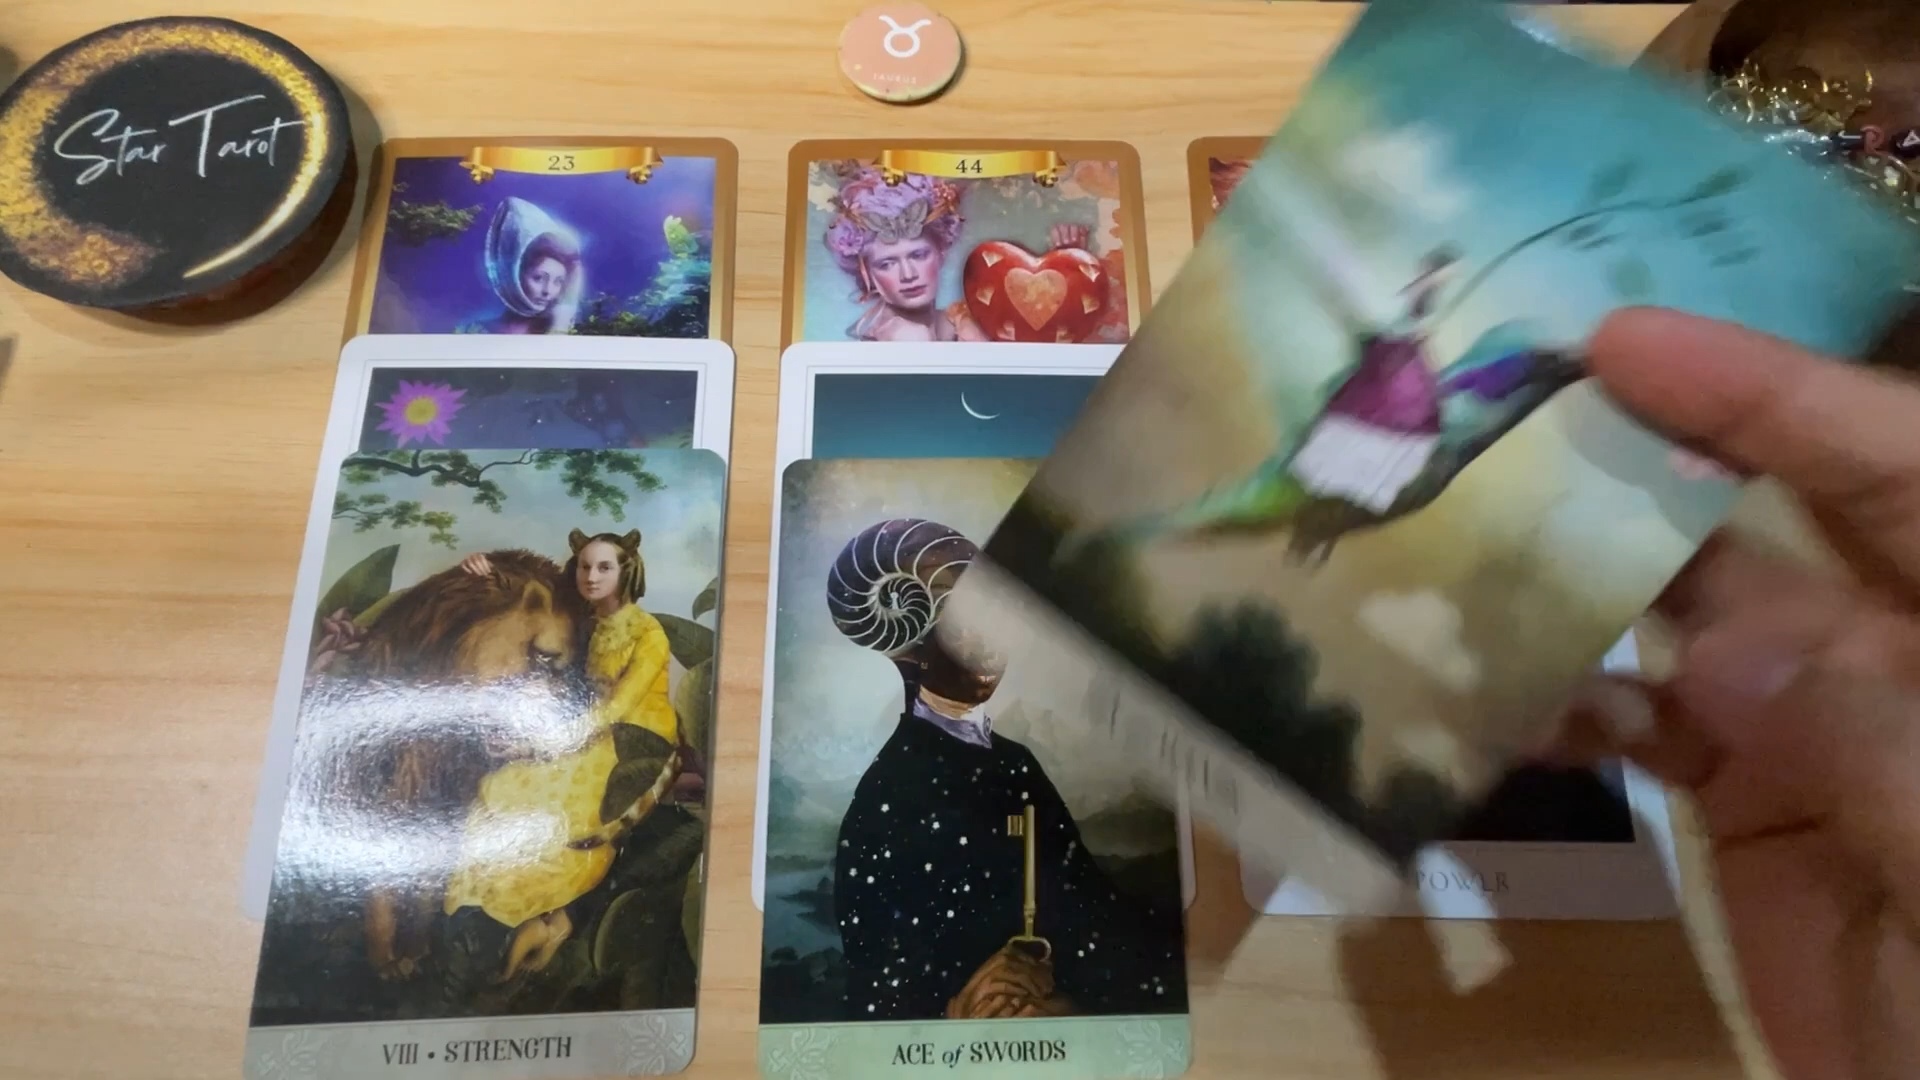 Star Tarot
TAURUS
23
44
POWER
VIII • STRENGTH
ACE of SWORDS